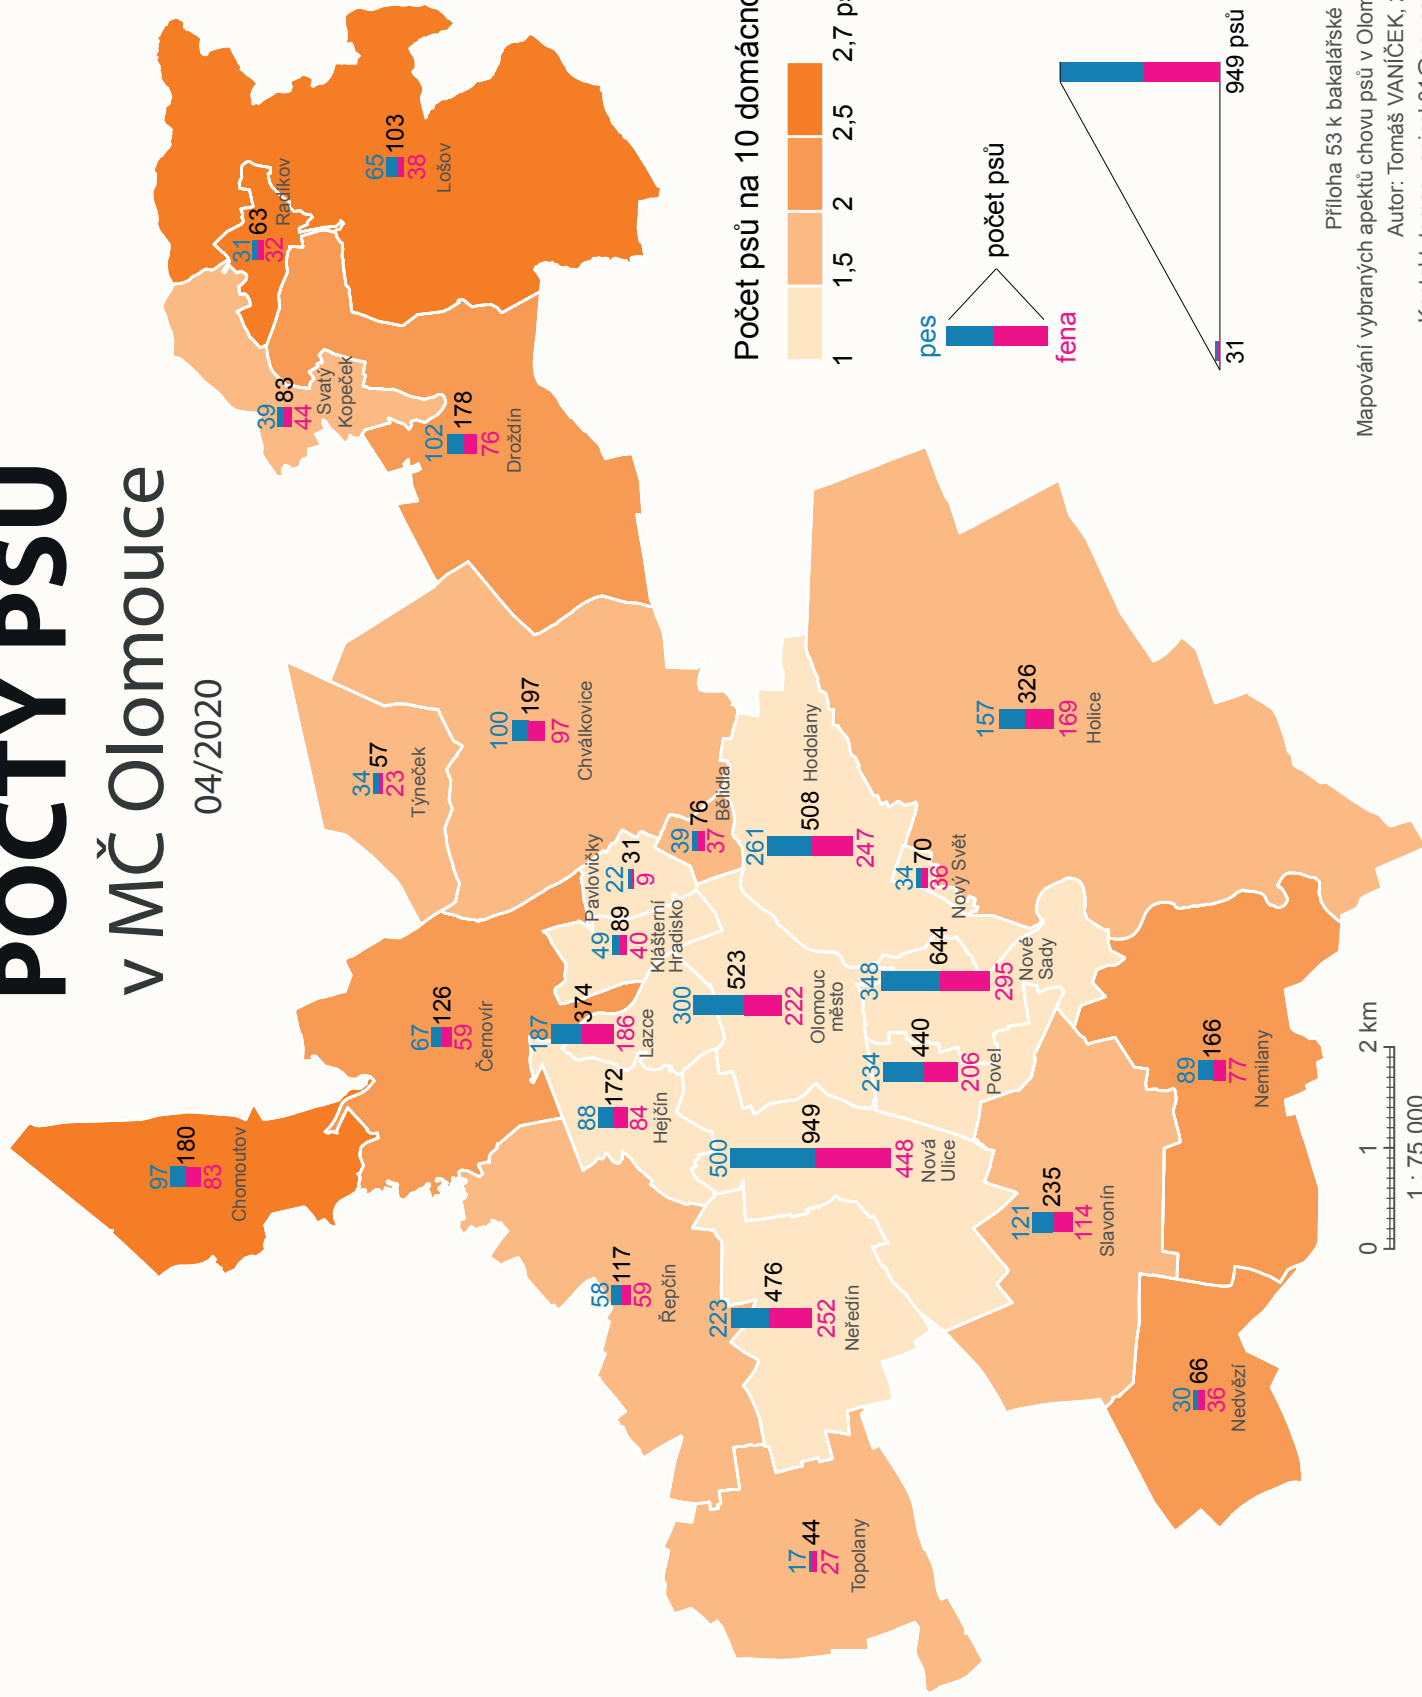 POČTY PSŮ
v MČ Olomouce
04/2020
97
180
83
Chomoutov
67
126
59
Černovír
34
57
23
Týneček
100
197
97
Chválkovice
39
83
44
Svatý
Kopeček
31
63
32
Radíkov
65
103
38
Lošov
102
178
76
Droždín
58
117
59
Řepčín
88
172
84
Hejčín
187
374
186
Lazce
49
89
40
Klášterní
Hradisko
Pavlovičky
22
31
9
39
76
37
Bělidla
223
476
252
Neředín
500
949
448
Nová
Ulice
300
523
222
Olomouc
město
261
508
247
Hodolany
17
44
27
Topolany
234
440
206
Povel
348
644
295
Nové
Sady
34
70
36
Nový Svět
157
326
169
Holice
121
235
114
Slavonín
30
66
36
Nedvězí
89
166
77
Nemilany
Počet psů na 10
1
1,5
2
2,5
2,7
pes
počet psů
fena
31
949 psů
0
1
2 km
1 : 75 000
Příloha 53 k bakalářské
Mapování vybraných apektů chovu psů v
Autor: Tomáš VANÍČEK,